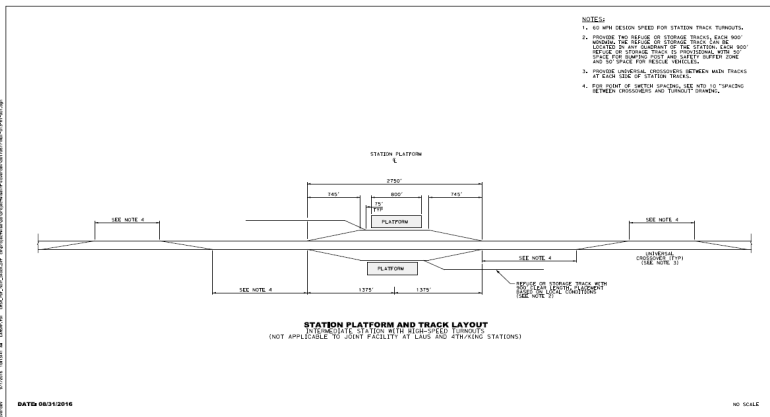 NOTES:
1. 60 MPH DESIGN SPEED FOR STATION TRACK TURNOUTS.
2. PROVIDE TWO REFUGE OR STORAGE TRACKS, EACH 900'
MINIMUM. THE REFUGE OR STORAGE TRACK CAN BE
LOCATED IN ANY QUADRANT OF THE STATION. EACH 900'
REFUGE OR STORAGE TRACK IS PROVISIONAL WITH 50'
SPACE FOR BUMPING POST AND SAFETY BUFFER ZONE
AND 50' SPACE FOR RESCUE VEHICLES.
3. PROVIDE UNIVERSAL CROSSOVERS BETWEEN MAIN TRACKS
AT EACH SIDE OF STATION TRACKS.
4. FOR POINT OF SWITCH SPACING, SEE NTD 10 "SPACING
BETWEEN CROSSOVERS AND TURNOUT" DRAWING.
STATION PLATFORM
℄
2750'
745'
800'
745'
75'
TYP
SEE NOTE 4
PLATFORM
SEE NOTE 4
SEE NOTE 4
PLATFORM
UNIVERSAL
CROSSOVER (TYP)
(SEE NOTE 3)
SEE NOTE 4
1375'
1375'
REFUGE OR STORAGE TRACK WITH
900' CLEAR LENGTH, PLACEMENT
BASED ON LOCAL CONDITIONS
(SEE NOTE 2)
STATION PLATFORM AND TRACK LAYOUT
INTERMEDIATE STATION WITH HIGH-SPEED TURNOUTS
(NOT APPLICABLE TO JOINT FACILITY AT LAUS AND 4TH/KING STATIONS)
DATE: 08/31/2016
NO SCALE